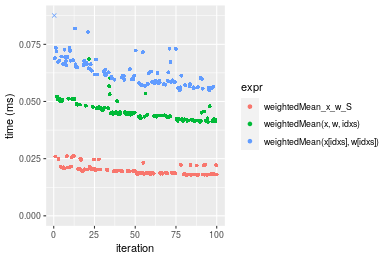 0.075
0.050
0.025
0.000
time (ms)
0
25
50
75
100
iteration
expr
weightedMean_x_w_S
weightedMean(x, w, idxs)
weightedMean(x[idxs], w[idxs])